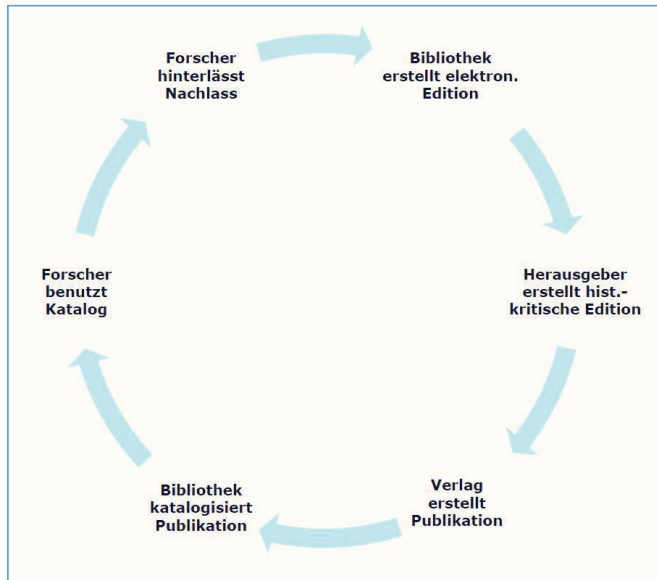 Forscher
hinterlässt
Nachlass
Bibliothek
erstellt elektron.
Edition
Herausgeber
erstellt hist.-
kritische Edition
Verlag
erstellt
Publikation
Bibliothek
katalogisiert
Publikation
Forscher
benutzt
Katalog